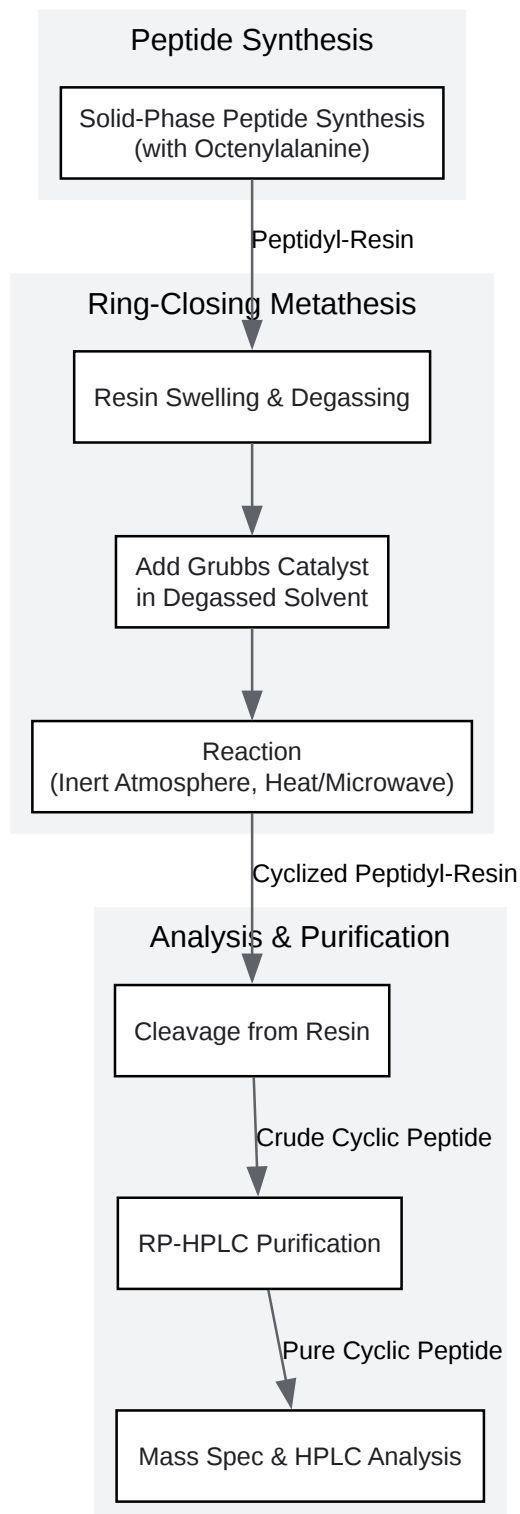 Peptide Synthesis
Solid-Phase Peptide Synthesis
(with Octenylalanine)
Peptidyl-Resin
Ring-Closing Metathesis
Resin Swelling & Degassing
Add Grubbs Catalyst
in Degassed Solvent
Reaction
(Inert Atmosphere, Heat/Microwave)
Cyclized Peptidyl-Resin
Analysis & Purification
Cleavage from Resin
Crude Cyclic Peptide
RP-HPLC Purification
Pure Cyclic Peptide
Mass Spec & HPLC Analysis